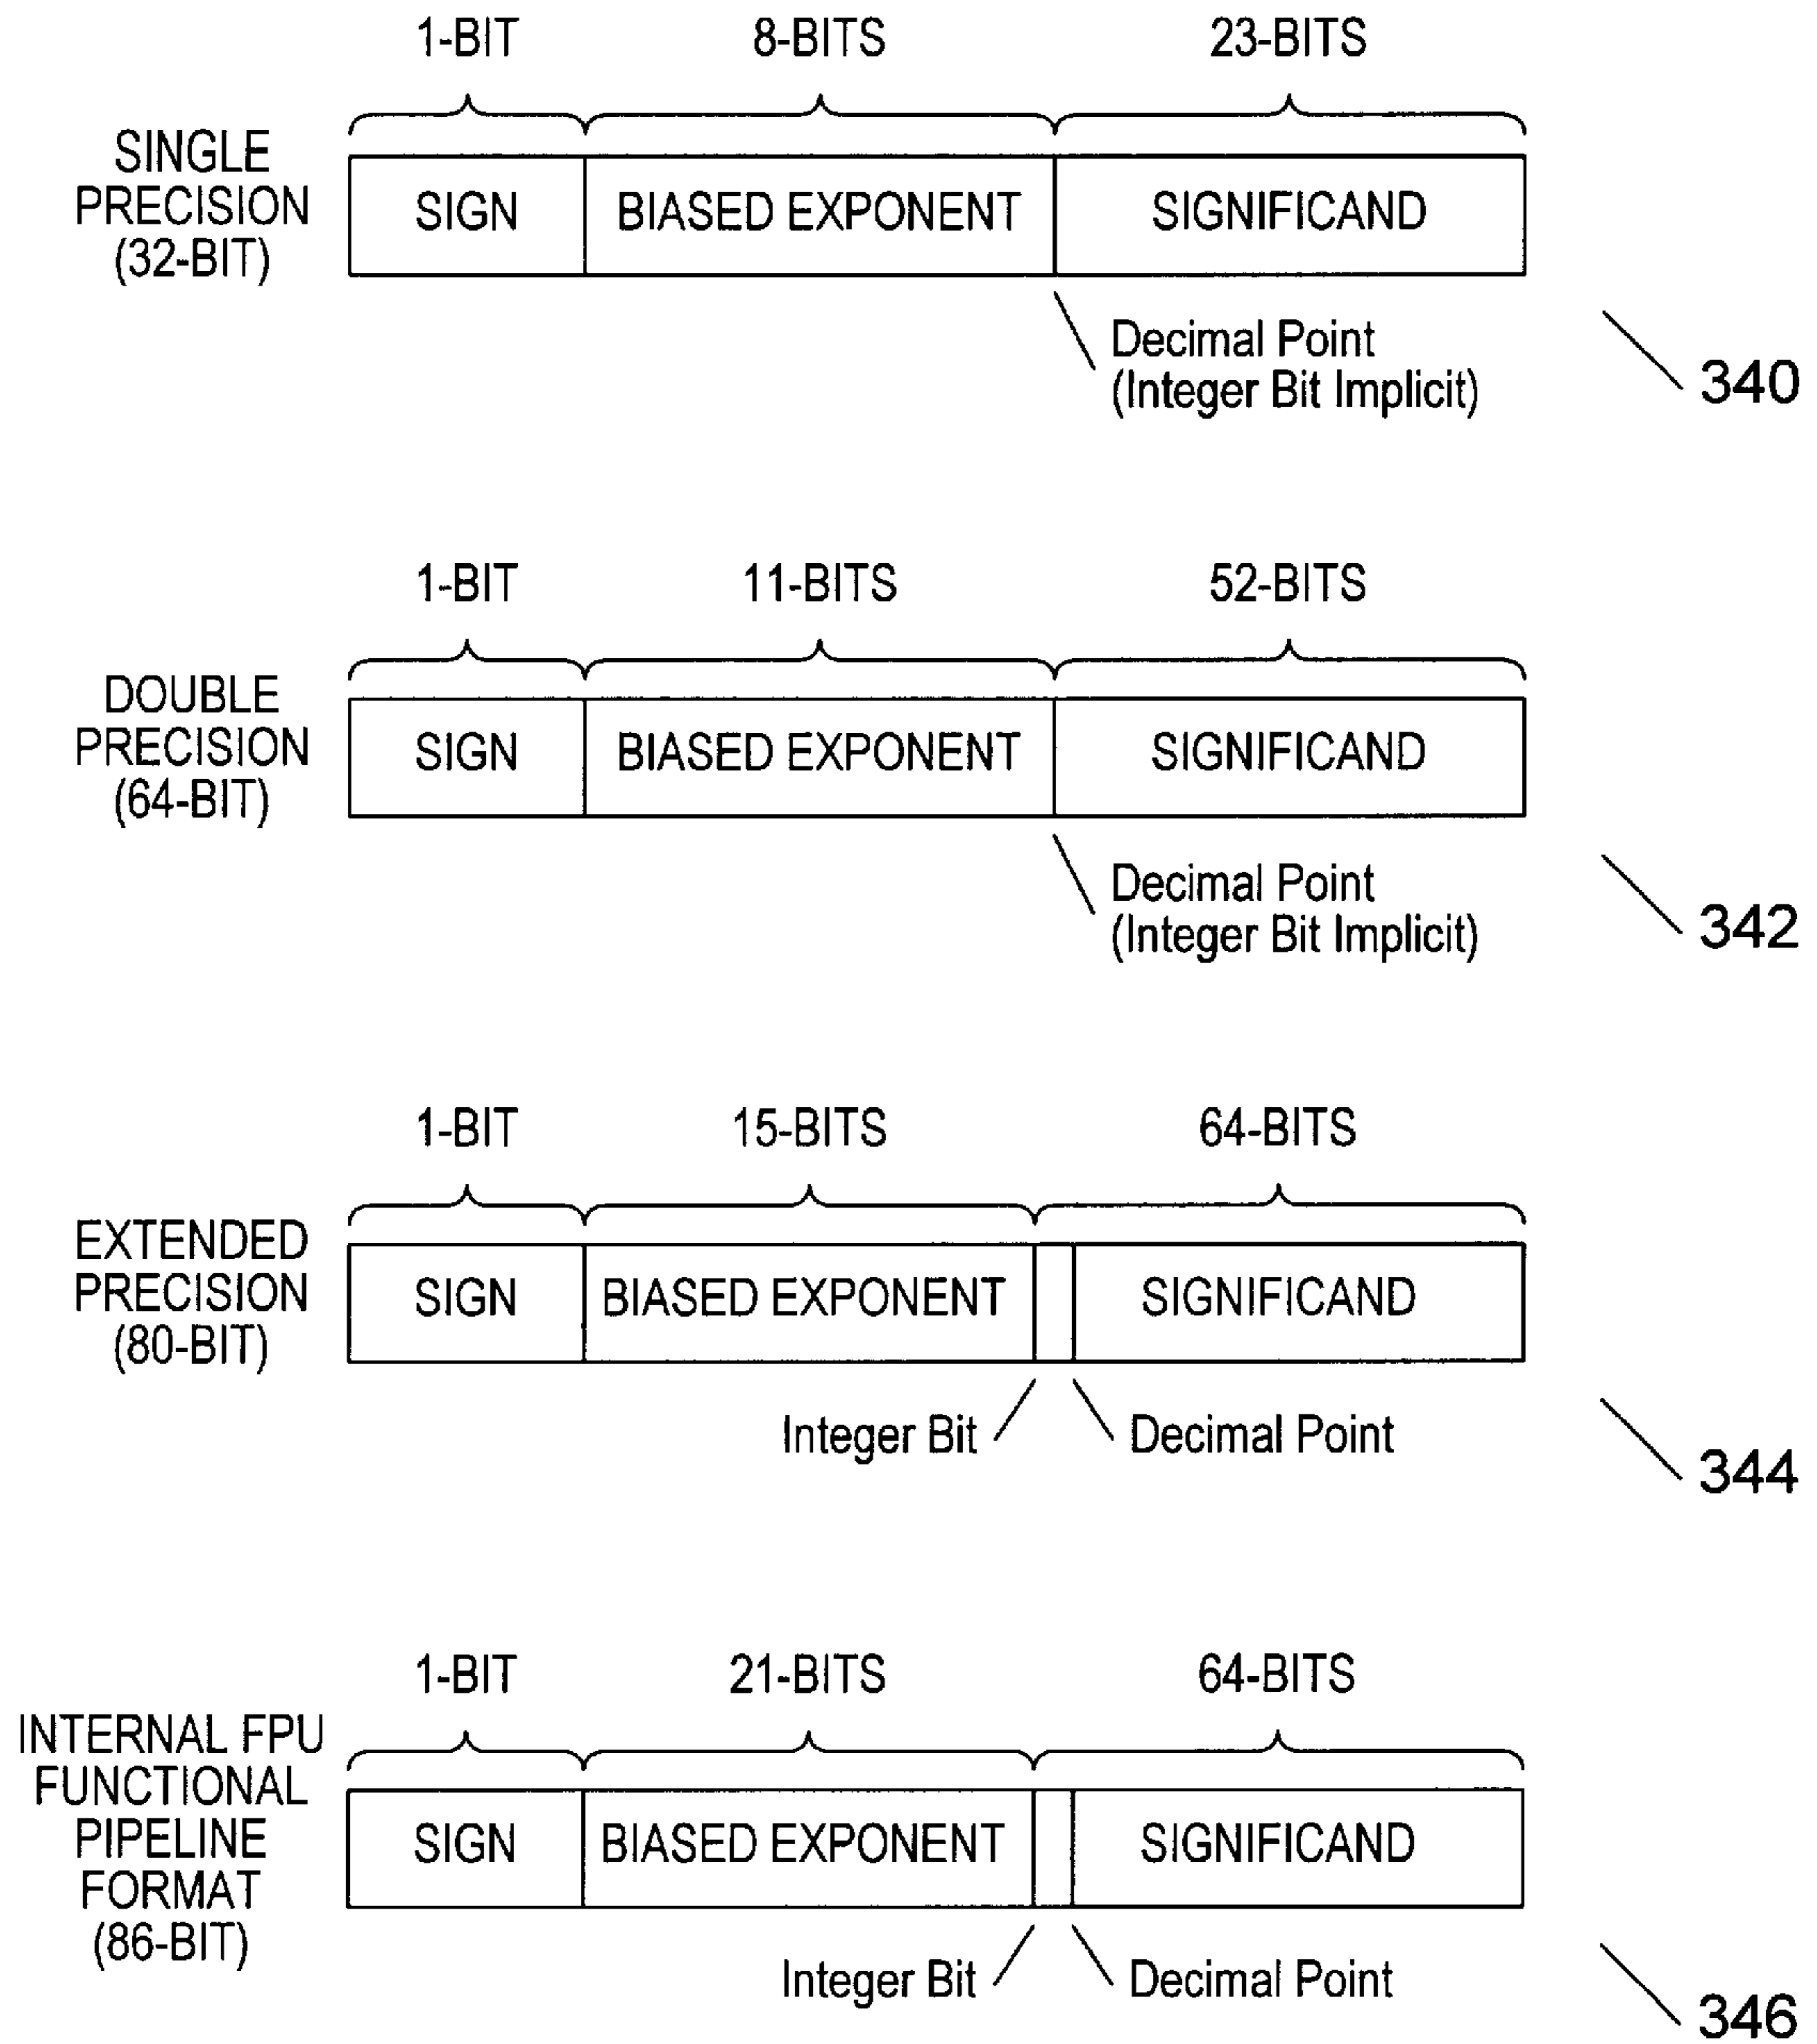 1-BIT 8-BITS 23-BITS
SINGLE
PRECISION
(32-BIT)
SIGN BIASED EXPONENT SIGNIFICAND
Decimal Point
(Integer Bit Implicit)
340
1-BIT 11-BITS 52-BITS
DOUBLE
PRECISION
(64-BIT)
SIGN BIASED EXPONENT SIGNIFICAND
Decimal Point
(Integer Bit Implicit)
342
1-BIT 15-BITS 64-BITS
EXTENDED
PRECISION
(80-BIT)
SIGN BIASED EXPONENT SIGNIFICAND
Integer Bit Decimal Point
344
1-BIT 21-BITS 64-BITS
INTERNAL FPU
FUNCTIONAL
PIPELINE
FORMAT
(86-BIT)
SIGN BIASED EXPONENT SIGNIFICAND
Integer Bit Decimal Point
346